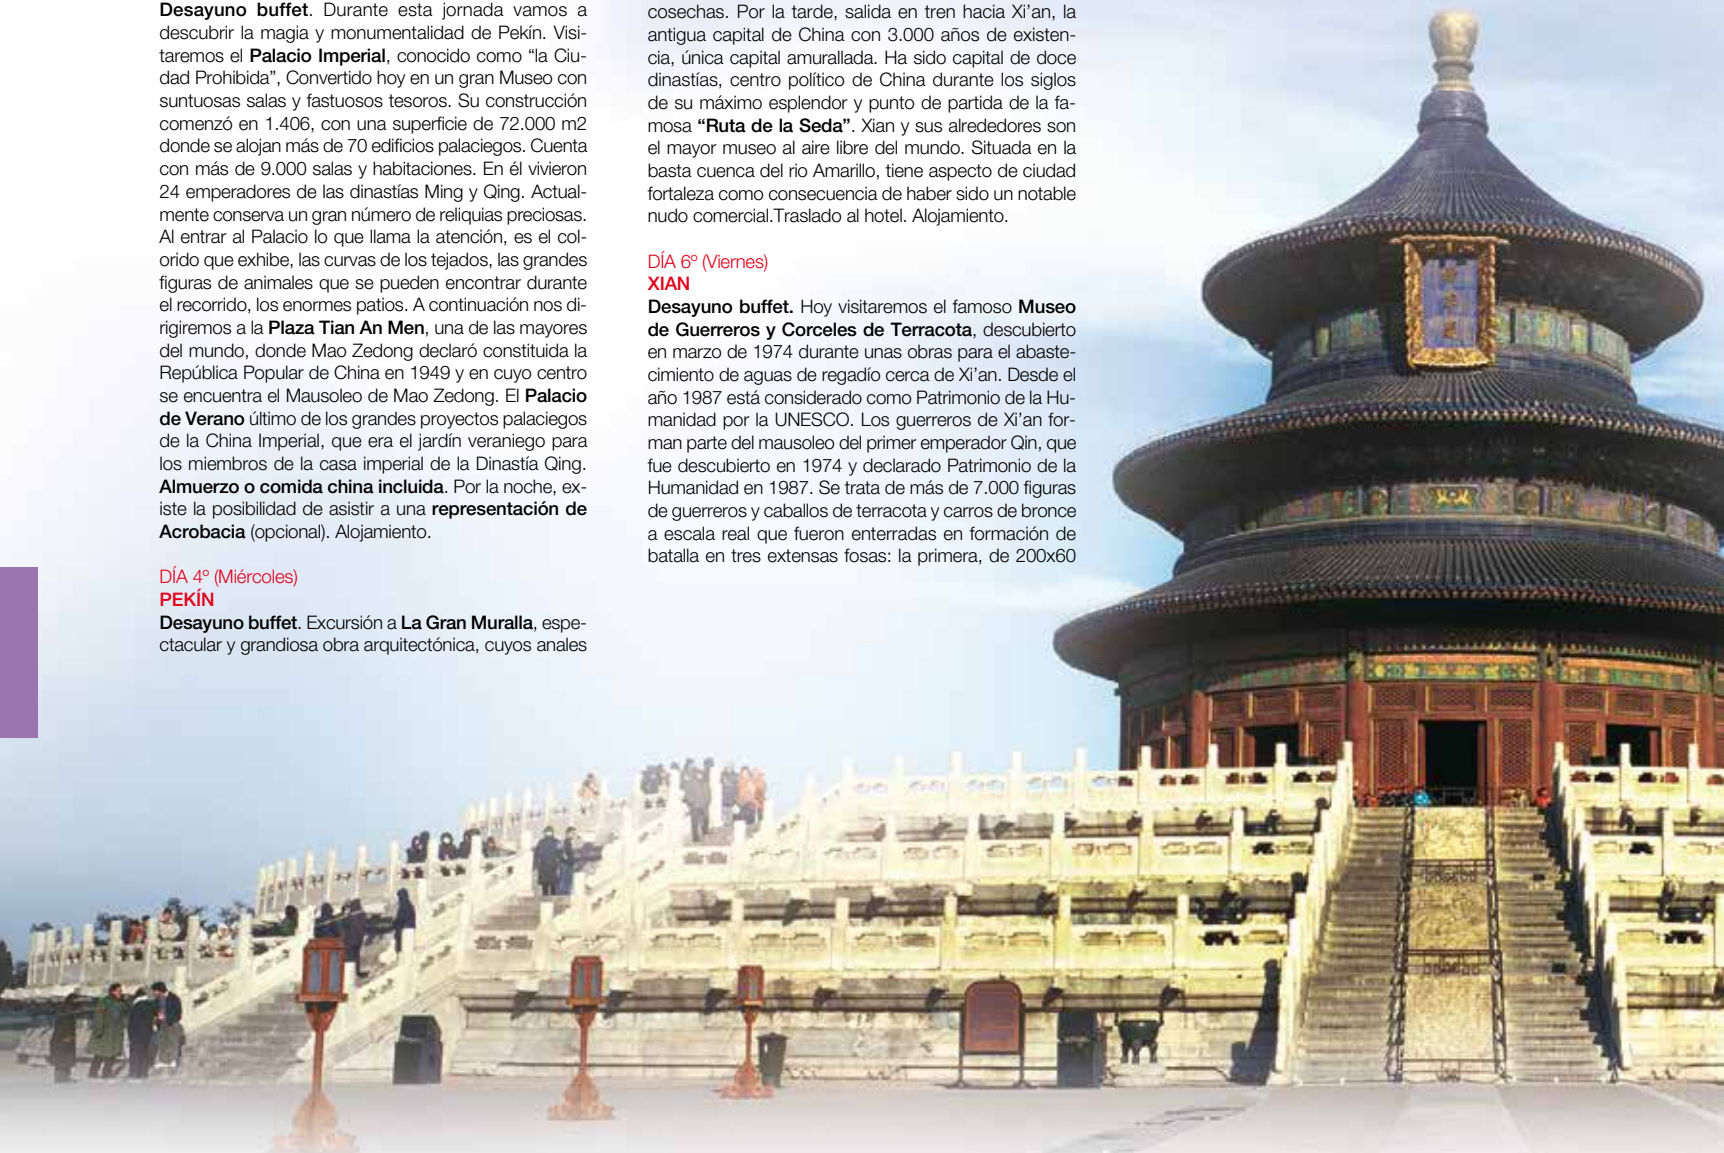 Desayuno buffet. Durante esta jornada vamos a
descubrir la magia y monumentalidad de Pekín. Visi-
taremos el Palacio Imperial, conocido como “la Ciu-
dad Prohibida”, Convertido hoy en un gran Museo con
suntuosas salas y fastuosos tesoros. Su construcción
comenzó en 1.406, con una superficie de 72.000 m2
donde se alojan más de 70 edificios palaciegos. Cuenta
con más de 9.000 salas y habitaciones. En él vivieron
24 emperadores de las dinastías Ming y Qing. Actual-
mente conserva un gran número de reliquias preciosas.
Al entrar al Palacio lo que llama la atención, es el col-
orido que exhibe, las curvas de los tejados, las grandes
figuras de animales que se pueden encontrar durante
el recorrido, los enormes patios. A continuación nos di-
rigiremos a la Plaza Tian An Men, una de las mayores
del mundo, donde Mao Zedong declaró constituida la
República Popular de China en 1949 y en cuyo centro
se encuentra el Mausoleo de Mao Zedong. El Palacio
de Verano último de los grandes proyectos palaciegos
de la China Imperial, que era el jardín veraniego para
los miembros de la casa imperial de la Dinastía Qing.
Almuerzo o comida china incluida. Por la noche, ex-
iste la posibilidad de asistir a una representación de
Acrobacia (opcional). Alojamiento.
DÍA 4º (Miércoles)
PEKÍN
Desayuno buffet. Excursión a La Gran Muralla, espe-
ctacular y grandiosa obra arquitectónica, cuyos anales
cosechas. Por la tarde, salida en tren hacia Xi’an, la
antigua capital de China con 3.000 años de existen-
cia, única capital amurallada. Ha sido capital de doce
dinastías, centro político de China durante los siglos
de su máximo esplendor y punto de partida de la fa-
mosa “Ruta de la Seda”. Xian y sus alrededores son
el mayor museo al aire libre del mundo. Situada en la
basta cuenca del rio Amarillo, tiene aspecto de ciudad
fortaleza como consecuencia de haber sido un notable
nudo comercial.Traslado al hotel. Alojamiento.
DÍA 6º (Viernes)
XIAN
Desayuno buffet. Hoy visitaremos el famoso Museo
de Guerreros y Corceles de Terracota, descubierto
en marzo de 1974 durante unas obras para el abaste-
cimiento de aguas de regadío cerca de Xi’an. Desde el
año 1987 está considerado como Patrimonio de la Hu-
manidad por la UNESCO. Los guerreros de Xi’an for-
man parte del mausoleo del primer emperador Qin, que
fue descubierto en 1974 y declarado Patrimonio de la
Humanidad en 1987. Se trata de más de 7.000 figuras
de guerreros y caballos de terracota y carros de bronce
a escala real que fueron enterradas en formación de
batalla en tres extensas fosas: la primera, de 200x60